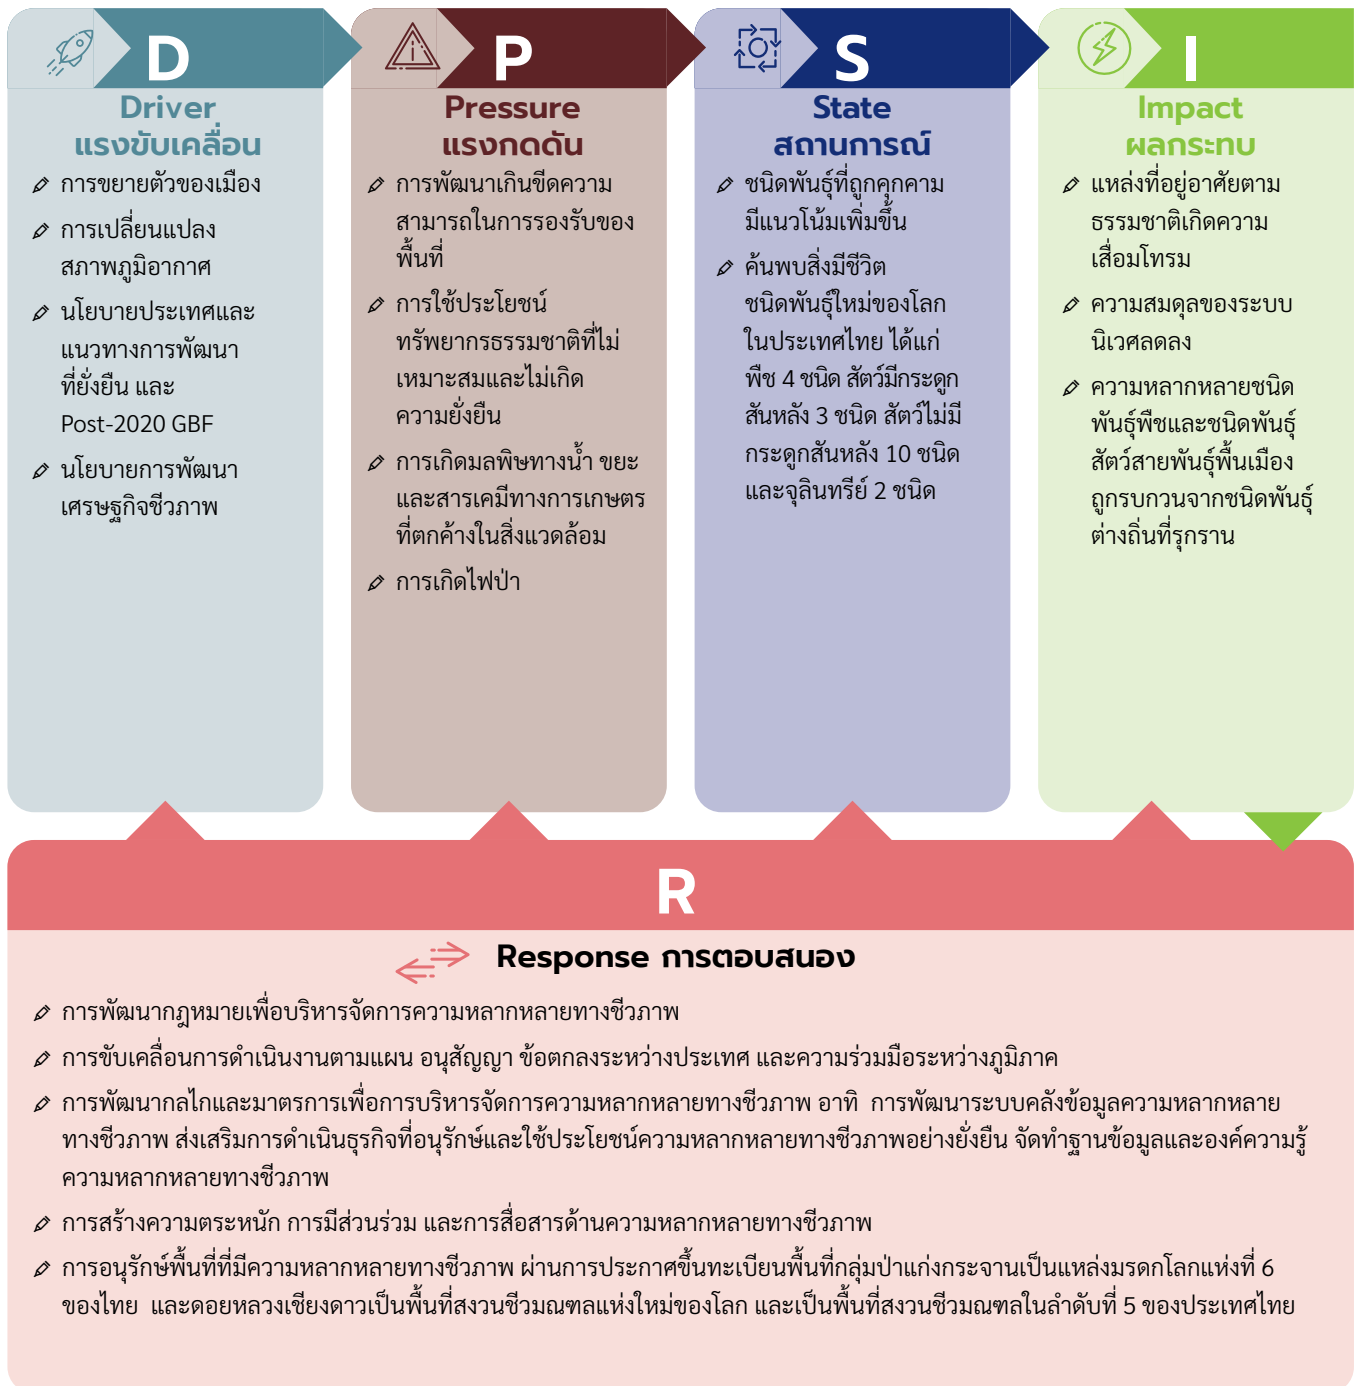 D
Driver
แรงขับเคลื่อน
การขยายตัวของเมือง
การเปลี่ยนแปลง
สภาพภูมิอากาศ
นโยบายประเทศและ
แนวทางการพัฒนา
ที่ยั่งยืน และ
Post-2020 GBF
นโยบายการพัฒนา
เศรษฐกิจชีวภาพ
P
Pressure
แรงกดดัน
การพัฒนาเกินขีดความ
สามารถในการรองรับของ
พื้นที่
การใช้ประโยชน์
ทรัพยากรธรรมชาติที่ไม่
เหมาะสมและไม่เกิด
ความยั่งยืน
การเกิดมลพิษทางน้ำ ขยะ
และสารเคมีทางการเกษตร
ที่ตกค้างในสิ่งแวดล้อม
การเกิดไฟป่า
S
State
สถานการณ์
ชนิดพันธุ์ที่ถูกคุกคาม
มีแนวโน้มเพิ่มขึ้น
ค้นพบสิ่งมีชีวิต
ชนิดพันธุ์ใหม่ของโลก
ในประเทศไทย ได้แก่
พืช 4 ชนิด สัตว์มีกระดูก
สันหลัง 3 ชนิด สัตว์ไม่มี
กระดูกสันหลัง 10 ชนิด
และจุลินทรีย์ 2 ชนิด
I
Impact
ผลกระทบ
แหล่งที่อยู่อาศัยตาม
ธรรมชาติเกิดความ
เสื่อมโทรม
ความสมดุลของระบบ
นิเวศลดลง
ความหลากหลายชนิด
พันธุ์พืชและชนิดพันธุ์
สัตว์สายพันธุ์พื้นเมือง
ถูกรบกวนจากชนิดพันธุ์
ต่างถิ่นที่รุกราน
R
Response การตอบสนอง
การพัฒนากฎหมายเพื่อบริหารจัดการความหลากหลายทางชีวภาพ
การขับเคลื่อนการดำเนินงานตามแผน อนุสัญญา ข้อตกลงระหว่างประเทศ และความร่วมมือระหว่างภูมิภาค
การพัฒนากลไกและมาตรการเพื่อการบริหารจัดการความหลากหลายทางชีวภาพ อาทิ การพัฒนาระบบคลังข้อมูลความหลากหลาย
ทางชีวภาพ ส่งเสริมการดำเนินธุรกิจที่อนุรักษ์และใช้ประโยชน์ความหลากหลายทางชีวภาพอย่างยั่งยืน จัดทำฐานข้อมูลและองค์ความรู้
ความหลากหลายทางชีวภาพ
การสร้างความตระหนัก การมีส่วนร่วม และการสื่อสารด้านความหลากหลายทางชีวภาพ
การอนุรักษ์พื้นที่ที่มีความหลากหลายทางชีวภาพ ผ่านการประกาศขึ้นทะเบียนพื้นที่กลุ่มป่าแก่งกระจานเป็นแหล่งมรดกโลกแห่งที่ 6
ของไทย และดอยหลวงเชียงดาวเป็นพื้นที่สงวนชีวมณฑลแห่งใหม่ของโลก และเป็นพื้นที่สงวนชีวมณฑลในลำดับที่ 5 ของประเทศไทย